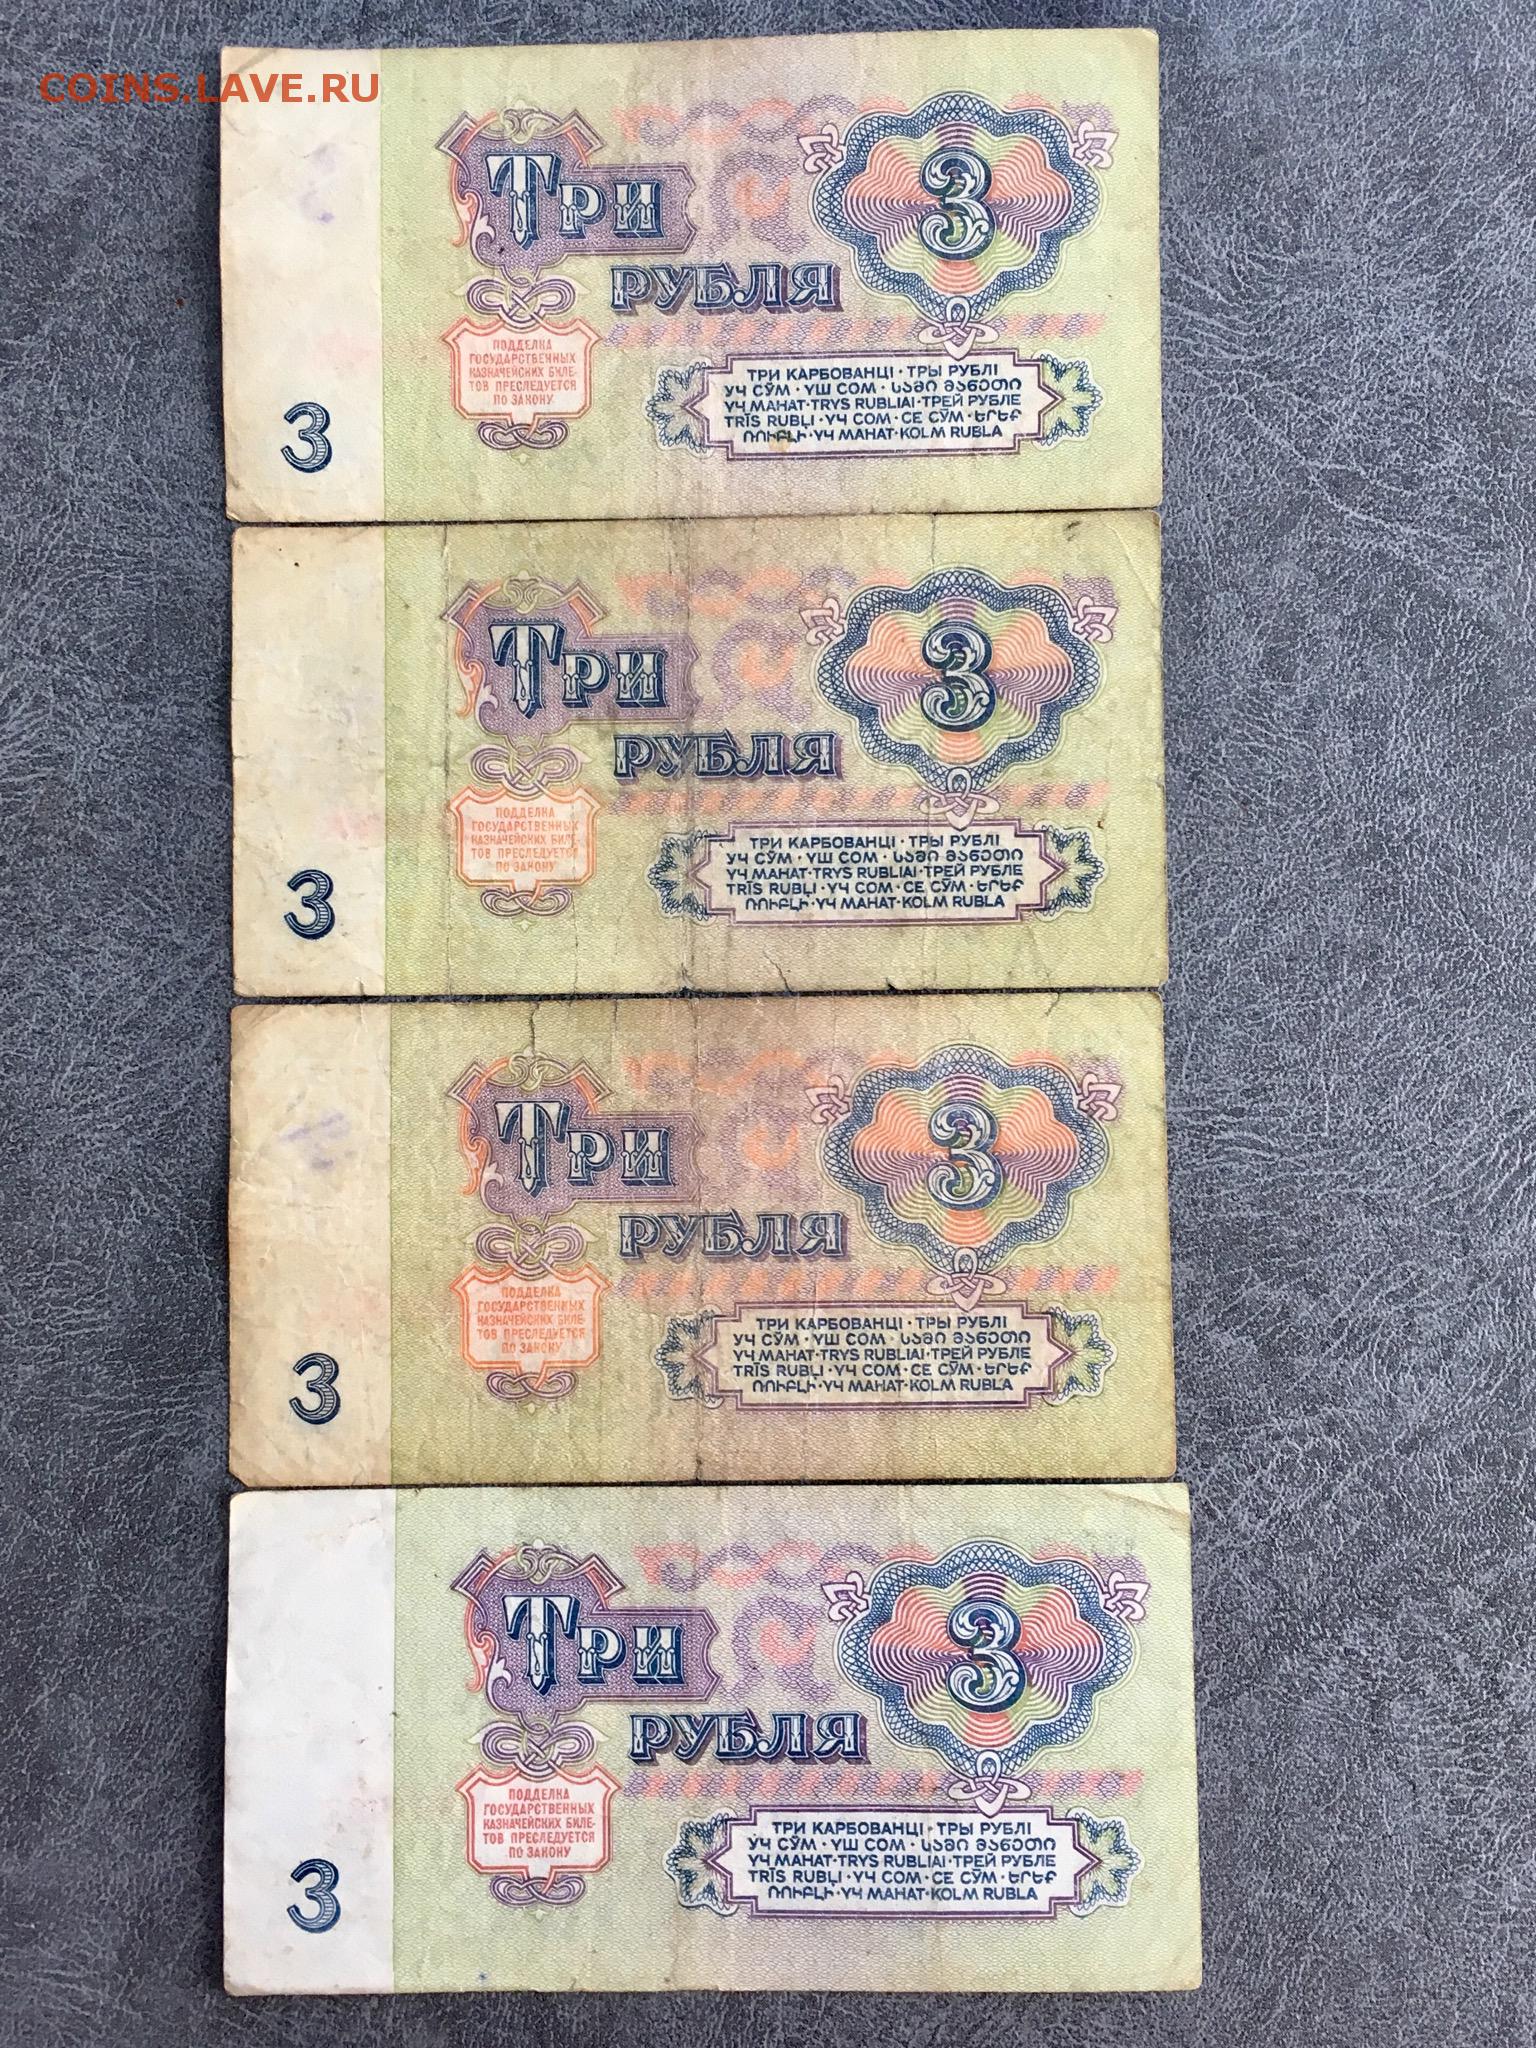 COINS.LAVE.RU
ТРИ
РУБЛЯ
3
ПОДДЕЛКА
ГОСУДАРСТВЕННЫХ
КАЗНАЧЕЙСКИХ БИЛЕ-
ТОВ ПРЕСЛЕДУЕТСЯ
ПО ЗАКОНУ
ТРИ КАРБОВАНЦІ · ТРЫ РУБЛІ
УЧ СЎМ · ҮШ СОМ · ᲡᲐᲛᲘ ᲛᲐᲜᲔᲗᲘ
ҮЧ МАНАТ · TRYS RUBLIAI · ТРЕЙ РУБЛЕ
TRĪS RUBĻI · ҮЧ СОМ · СЕ СӮМ · ԵՐԵՔ
ՌՈՒԲԼԻ · ҮЧ МАНАТ · KOLM RUBLA
3
ТРИ
РУБЛЯ
3
ПОДДЕЛКА
ГОСУДАРСТВЕННЫХ
КАЗНАЧЕЙСКИХ БИЛЕ-
ТОВ ПРЕСЛЕДУЕТСЯ
ПО ЗАКОНУ
ТРИ КАРБОВАНЦІ · ТРЫ РУБЛІ
УЧ СЎМ · ҮШ СОМ · ᲡᲐᲛᲘ ᲛᲐᲜᲔᲗᲘ
ҮЧ МАНАТ · TRYS RUBLIAI · ТРЕЙ РУБЛЕ
TRĪS RUBĻI · ҮЧ СОМ · СЕ СӮМ · ԵՐԵՔ
ՌՈՒԲԼԻ · ҮЧ МАНАТ · KOLM RUBLA
3
ТРИ
РУБЛЯ
3
ПОДДЕЛКА
ГОСУДАРСТВЕННЫХ
КАЗНАЧЕЙСКИХ БИЛЕ-
ТОВ ПРЕСЛЕДУЕТСЯ
ПО ЗАКОНУ
ТРИ КАРБОВАНЦІ · ТРЫ РУБЛІ
УЧ СЎМ · ҮШ СОМ · ᲡᲐᲛᲘ ᲛᲐᲜᲔᲗᲘ
ҮЧ МАНАТ · TRYS RUBLIAI · ТРЕЙ РУБЛЕ
TRĪS RUBĻI · ҮЧ СОМ · СЕ СӮМ · ԵՐԵՔ
ՌՈՒԲԼԻ · ҮЧ МАНАТ · KOLM RUBLA
3
ТРИ
РУБЛЯ
3
ПОДДЕЛКА
ГОСУДАРСТВЕННЫХ
КАЗНАЧЕЙСКИХ БИЛЕ-
ТОВ ПРЕСЛЕДУЕТСЯ
ПО ЗАКОНУ
ТРИ КАРБОВАНЦІ · ТРЫ РУБЛІ
УЧ СЎМ · ҮШ СОМ · ᲡᲐᲛᲘ ᲛᲐᲜᲔᲗᲘ
ҮЧ МАНАТ · TRYS RUBLIAI · ТРЕЙ РУБЛЕ
TRĪS RUBĻI · ҮЧ СОМ · СЕ СӮМ · ԵՐԵՔ
ՌՈՒԲԼԻ · ҮЧ МАНАТ · KOLM RUBLA
3